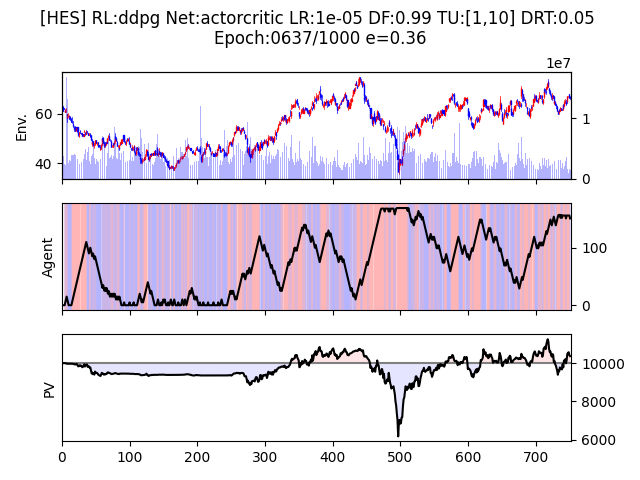 [HES] RL:ddpg Net:actorcritic LR:1e-05 DF:0.99 TU:[1,10] DRT:0.05
Epoch:0637/1000 e=0.36
1e7
Env.
60
40
1
0
Agent
100
0
PV
10000
8000
6000
0 100 200 300 400 500 600 700